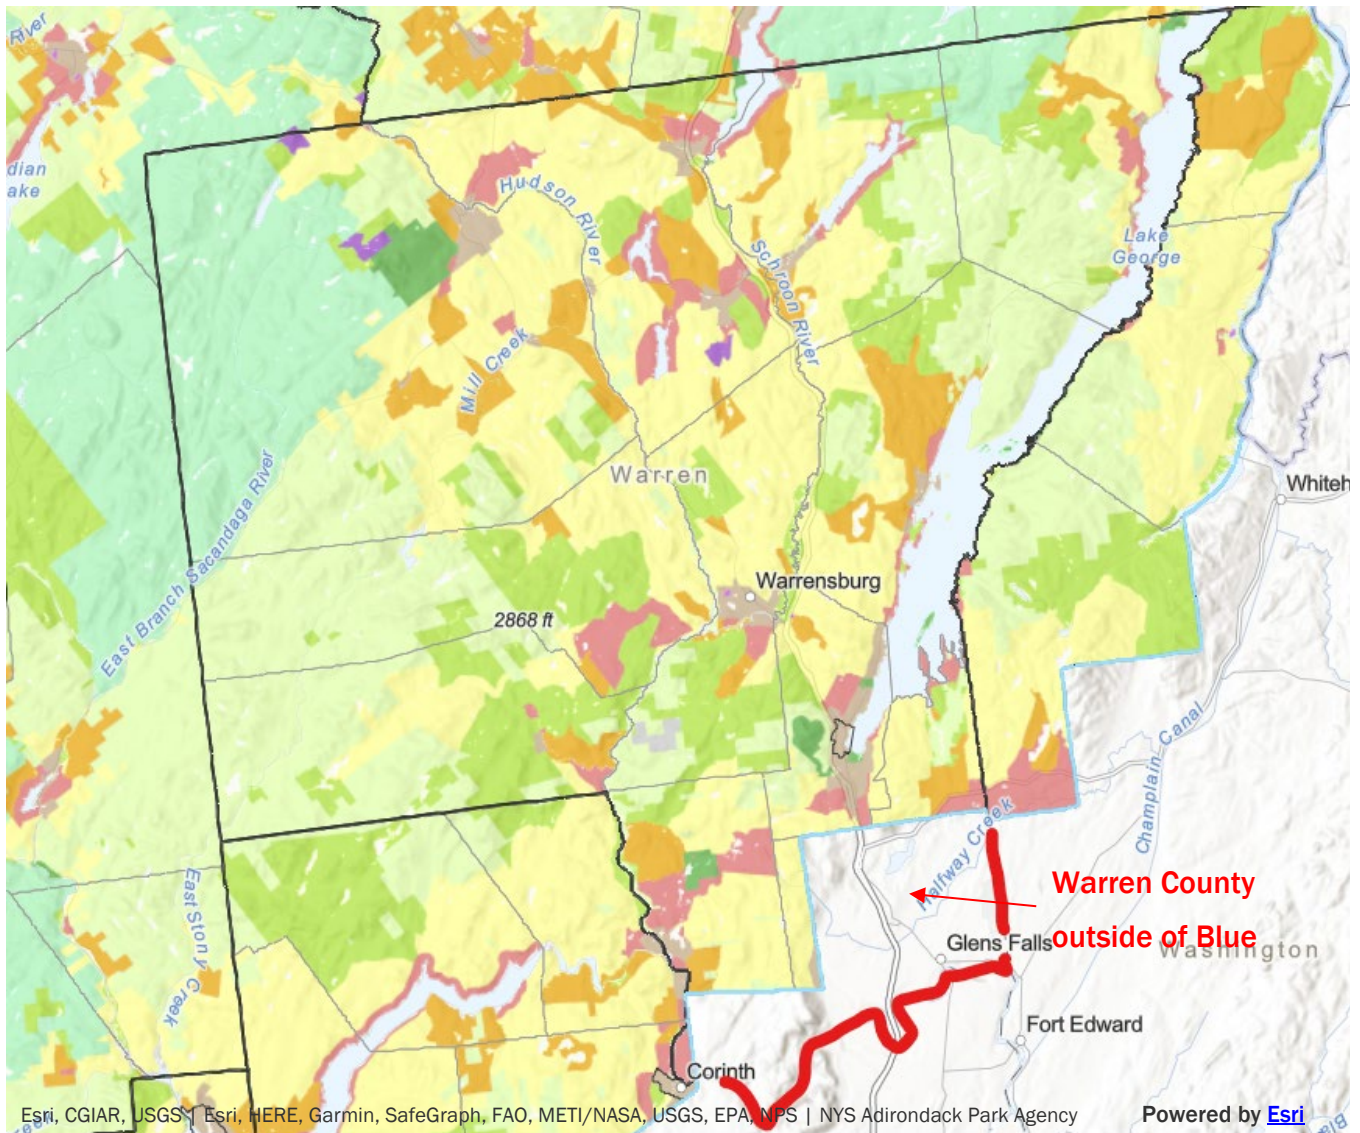 River
dian
ake
Hudson River
Schroon River
Lake
George
Mill Creek
Warren
Whiteh
East Branch Sacandaga River
Warrensburg
2868 ft
Champlain Canal
Halfway Creek
Warren County
outside of Blue
East Stony Creek
Glens Falls
Washington
Fort Edward
Corinth
Esri, CGIAR, USGS | Esri, HERE, Garmin, SafeGraph, FAO, METI/NASA, USGS, EPA, NPS | NYS Adirondack Park Agency
Powered by Esri